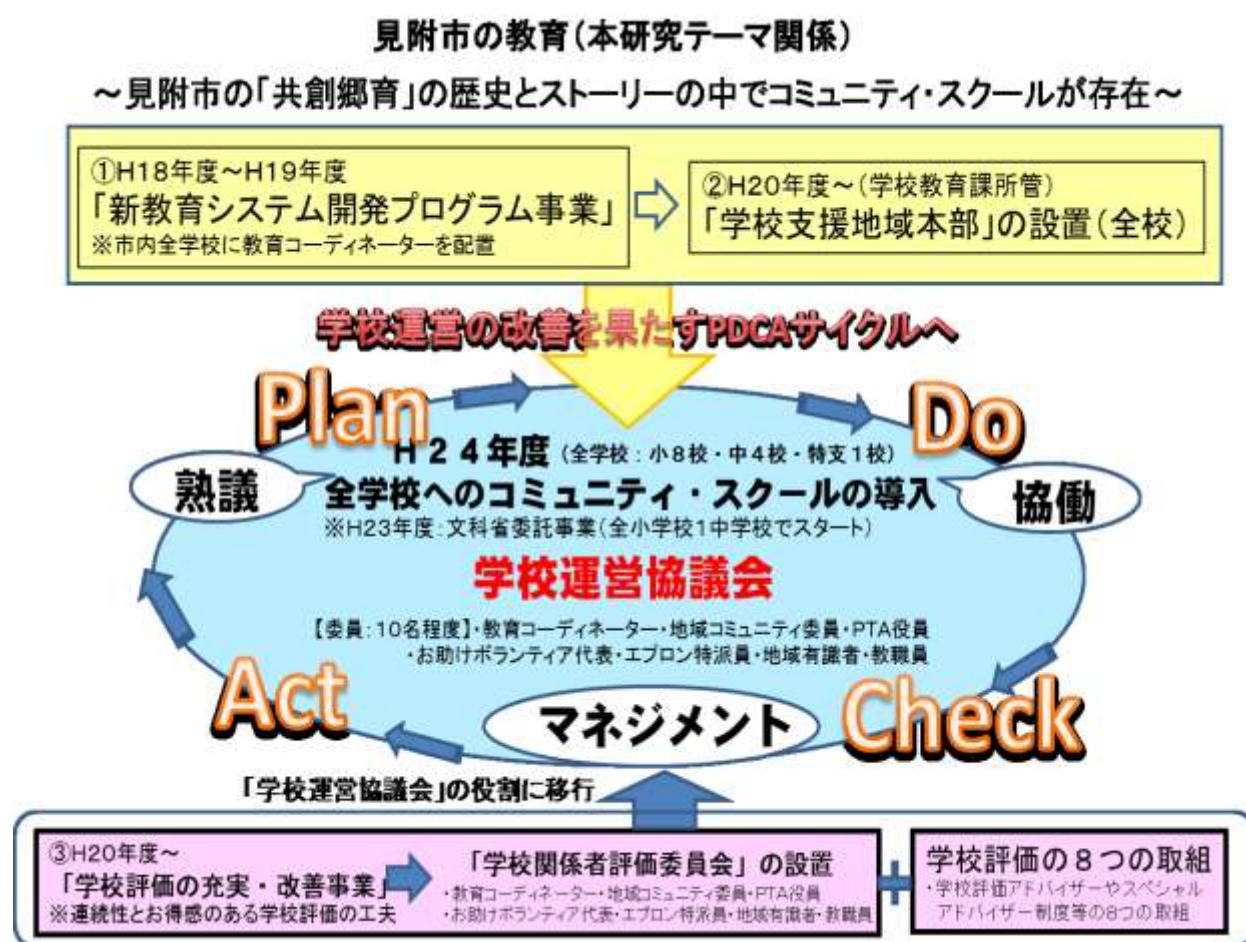 見附市の教育(本研究テーマ関係)
～見附市の「共創郷育」の歴史とストーリーの中でコミュニティ・スクールが存在～
①H18年度～H19年度
「新教育システム開発プログラム事業」
※市内全学校に教育コーディネーターを配置
②H20年度～(学校教育課所管)
「学校支援地域本部」の設置(全校)
学校運営の改善を果たすPDCAサイクルへ
Plan
Do
熟議
協働
H24年度(全学校:小8校・中4校・特支1校)
全学校へのコミュニティ・スクールの導入
※H23年度:文科省委託事業(全小学校1中学校でスタート)
学校運営協議会
【委員:10名程度】・教育コーディネーター・地域コミュニティ委員・PTA役員
・お助けボランティア代表・エプロン特派員・地域有識者・教職員
Act
マネジメント
Check
「学校運営協議会」の役割に移行
③H20年度～
「学校評価の充実・改善事業」
※連続性とお得感のある学校評価の工夫
「学校関係者評価委員会」の設置
・教育コーディネーター・地域コミュニティ委員・PTA役員
・お助けボランティア代表・エプロン特派員・地域有識者・教職員
+
学校評価の8つの取組
・学校評価アドバイザーやスペシャル
アドバイザー制度等の8つの取組